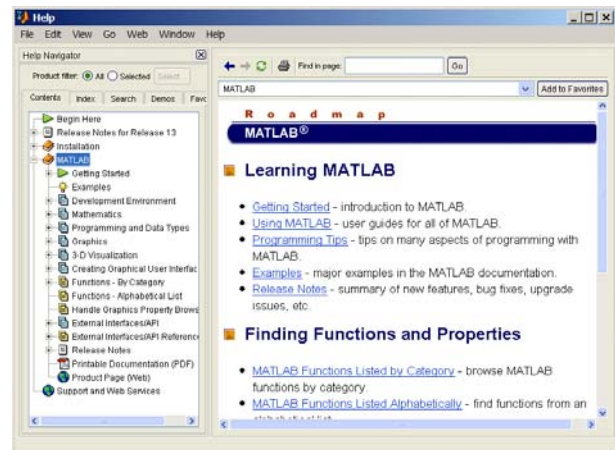 Help
File Edit View Go Web Window Help
Help Navigator
Product filter: All Selected Select...
Contents Index Search Demos Favo
Begin Here
Release Notes for Release 13
Installation
MATLAB
Getting Started
Examples
Development Environment
Mathematics
Programming and Data Types
Graphics
3-D Visualization
Creating Graphical User Interfac
Functions - By Category
Functions - Alphabetical List
Handle Graphics Property Brows
External Interfaces/API
External Interfaces/API Reference
Release Notes
Printable Documentation (PDF)
Product Page (Web)
Support and Web Services
Find in page: Go
MATLAB Add to Favorites
Roadmap
MATLAB®
Learning MATLAB
Getting Started - introduction to MATLAB.
Using MATLAB - user guides for all of MATLAB.
Programming Tips - tips on many aspects of programming with
MATLAB.
Examples - major examples in the MATLAB documentation.
Release Notes - summary of new features, bug fixes, upgrade
issues, etc.
Finding Functions and Properties
MATLAB Functions Listed by Category - browse MATLAB
functions by category.
MATLAB Functions Listed Alphabetically - find functions from an